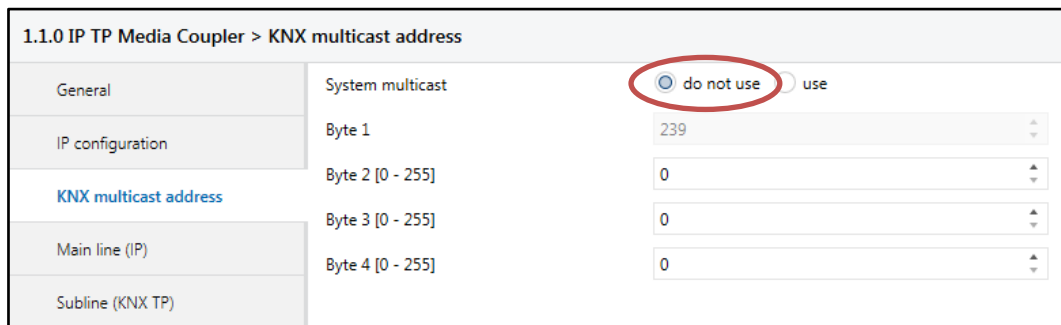 1.1.0 IP TP Media Coupler > KNX multicast address
General
System multicast do not use use
Byte 1 239
IP configuration
Byte 2 [0 - 255] 0
KNX multicast address
Byte 3 [0 - 255] 0
Main line (IP)
Byte 4 [0 - 255] 0
Subline (KNX TP)